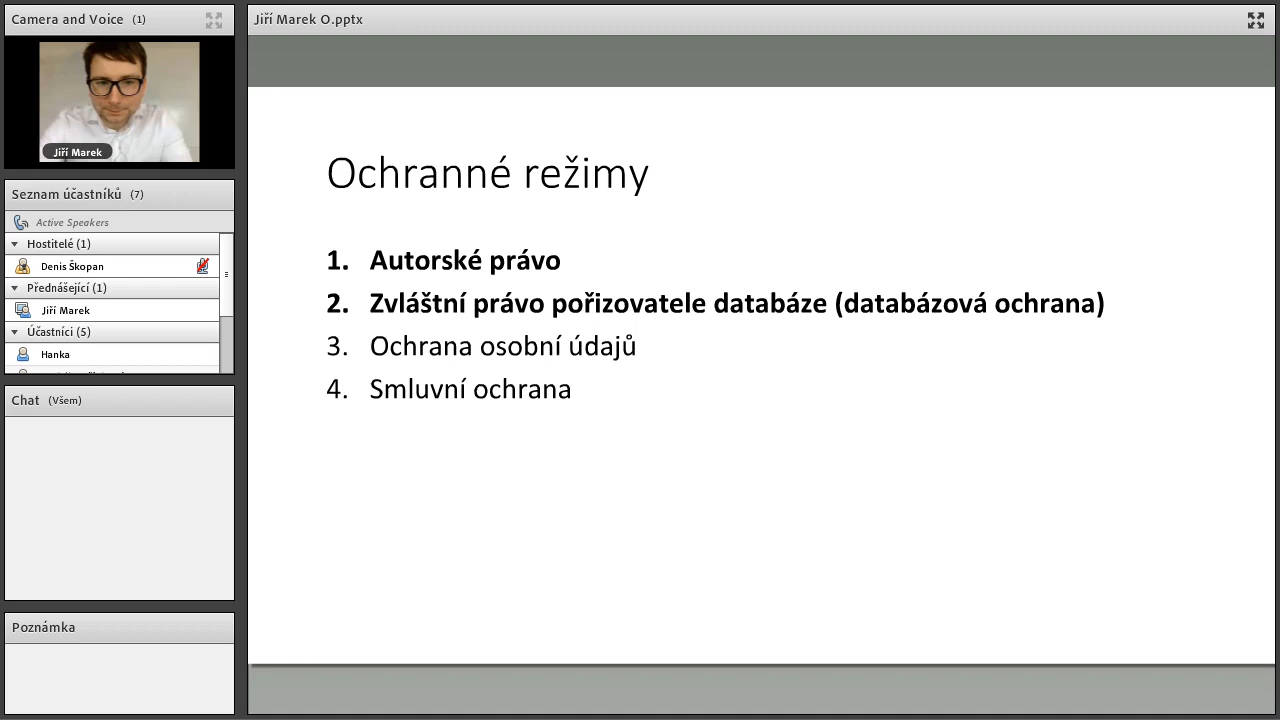 Camera and Voice (1)
Jiří Marek
Seznam účastníků (7)
Active Speakers
Hostitelé (1)
Denis Škopan
Přednášející (1)
Jiří Marek
Účastníci (5)
Hanka
Chat (Všem)
Poznámka
Jiří Marek O.pptx
Ochranné režimy
1. Autorské právo
2. Zvláštní právo pořizovatele databáze (databázová ochrana)
3. Ochrana osobní údajů
4. Smluvní ochrana